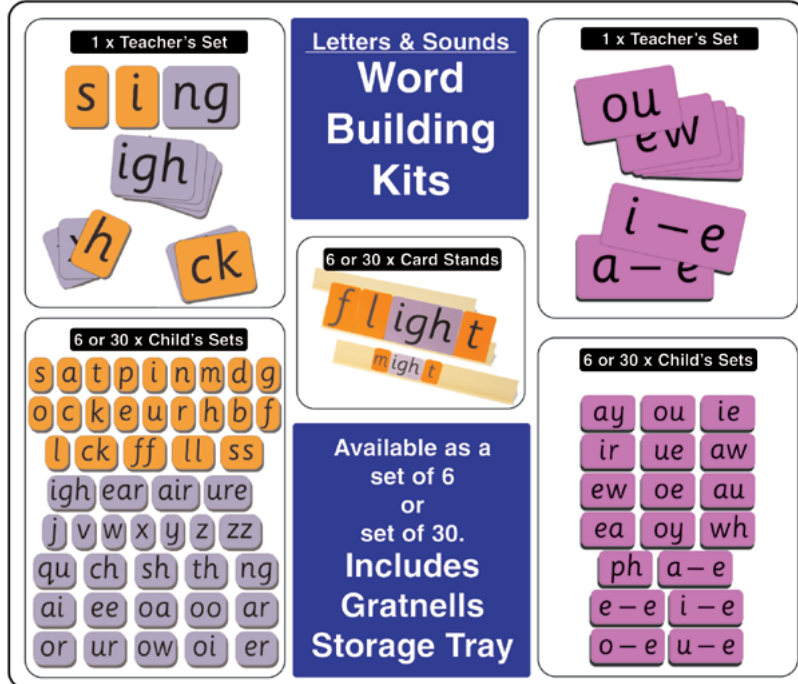 1 x Teacher's Set
s i ng
igh
h
ck
Letters & Sounds
Word
Building
Kits
1 x Teacher's Set
ou
ew
i – e
a – e
6 or 30 x Card Stands
f l igh t
m igh t
6 or 30 x Child's Sets
s a t p i n m d g
o c k e u r h b f
l ck ff ll ss
igh ear air ure
j v w x y z zz
qu ch sh th ng
ai ee oa oo ar
or ur ow oi er
Available as a
set of 6
or
set of 30.
Includes
Gratnells
Storage Tray
6 or 30 x Child's Sets
ay ou ie
ir ue aw
ew oe au
ea oy wh
ph a – e
e – e i – e
o – e u – e